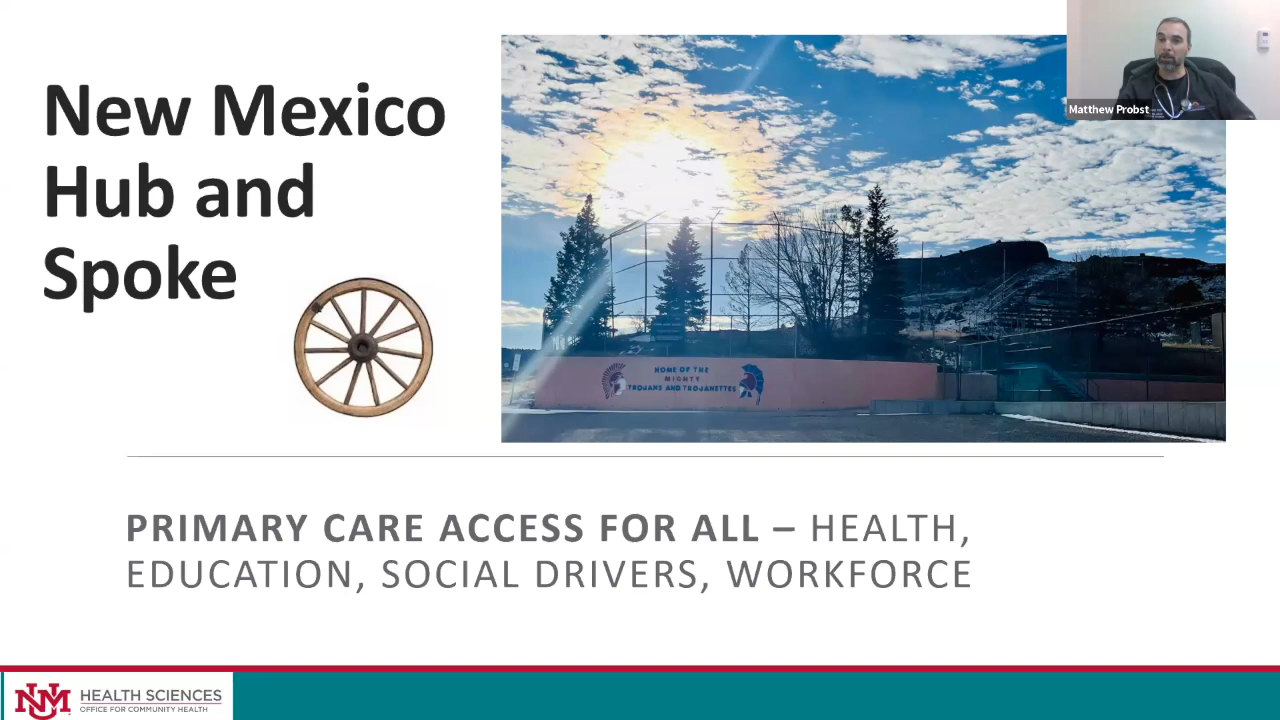 New Mexico
Hub and
Spoke
Matthew Probst
HOME OF THE
MIGHTY
TROJANS AND TROJANETTES
PRIMARY CARE ACCESS FOR ALL – HEALTH,
EDUCATION, SOCIAL DRIVERS, WORKFORCE
UNM
HEALTH SCIENCES
OFFICE FOR COMMUNITY HEALTH